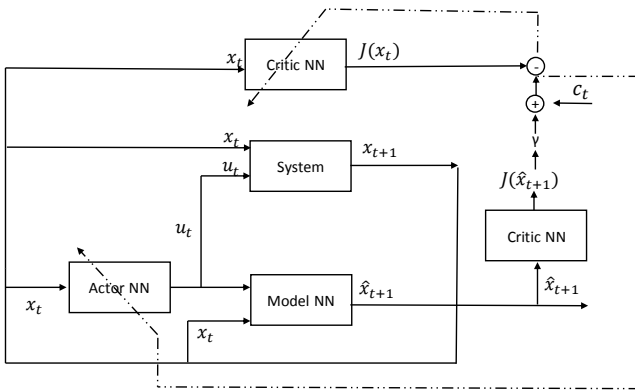 x_t
Critic NN
J(x_t)
-
+
c_t
x_t
u_t
System
x_{t+1}
γ
J(x̂_{t+1})
u_t
Critic NN
Actor NN
x_t
Model NN
x̂_{t+1}
x̂_{t+1}
x_t